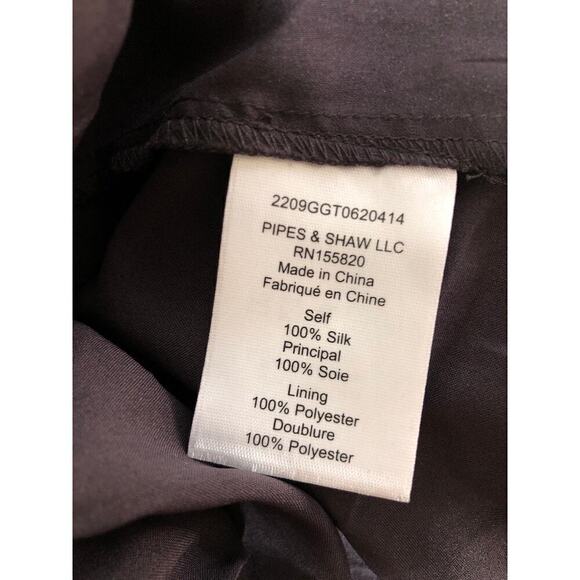 2209GGT0620414
PIPES & SHAW LLC
RN155820
Made in China
Fabriqué en Chine
Self
100% Silk
Principal
100% Soie
Lining
100% Polyester
Doublure
100% Polyester